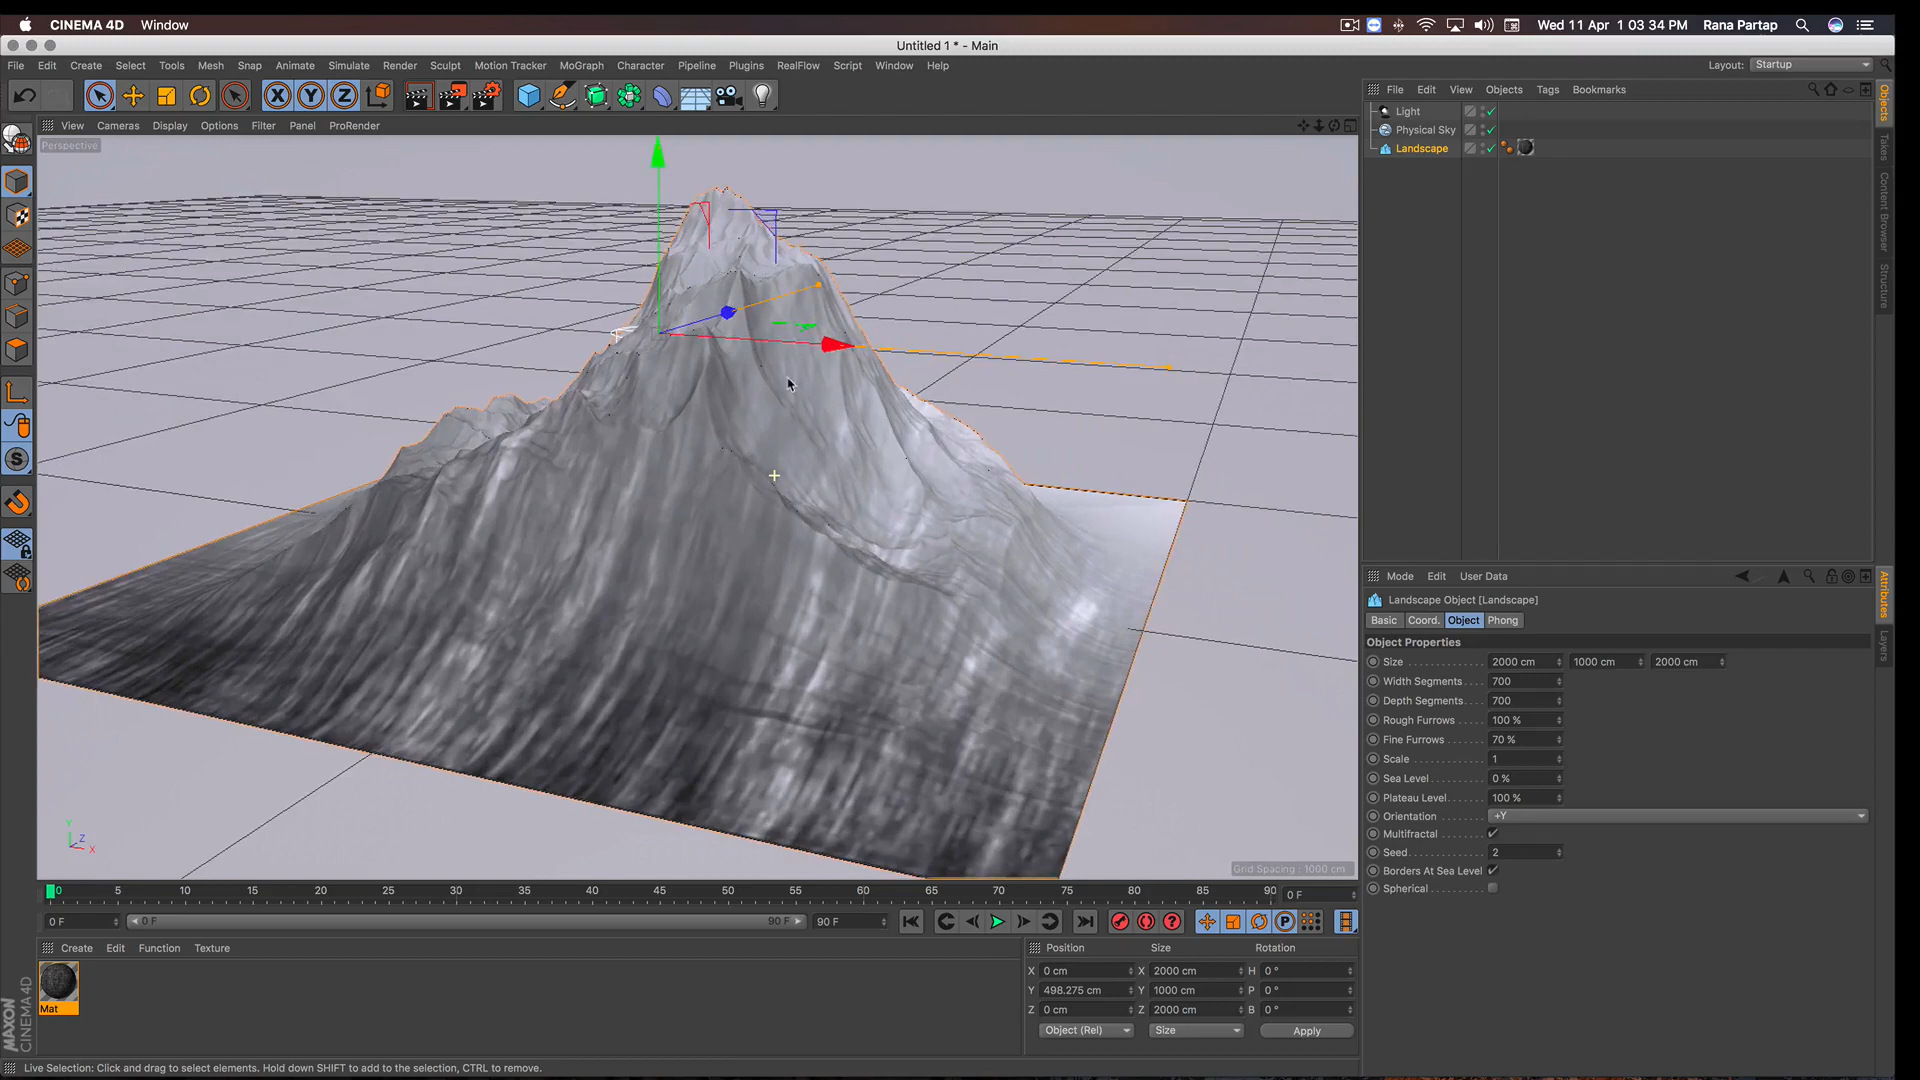 CINEMA 4D Window Wed 11 Apr 1 03 34 PM Rana Partap
Untitled 1 * - Main
File Edit Create Select Tools Mesh Snap Animate Simulate Render Sculpt Motion Tracker MoGraph Character Pipeline Plugins RealFlow Script Window Help Layout: Startup
File Edit View Objects Tags Bookmarks
View Cameras Display Options Filter Panel ProRender
Perspective
Light
Physical Sky
Landscape
Objects
Takes
Content Browser
Structure
Mode Edit User Data
Landscape Object [Landscape]
Basic Coord. Object Phong
Object Properties
Size 2000 cm 1000 cm 2000 cm
Width Segments 700
Depth Segments 700
Rough Furrows 100 %
Fine Furrows 70 %
Scale 1
Sea Level 0 %
Plateau Level 100 %
Orientation +Y
Multifractal
Seed 2
Borders At Sea Level
Spherical
Attributes
Layers
Y
Z
X
Grid Spacing : 1000 cm
0 5 10 15 20 25 30 35 40 45 50 55 60 65 70 75 80 85 90 0 F
0 F 0 F 90 F 90 F
Create Edit Function Texture
Mat
Position Size Rotation
X 0 cm X 2000 cm H 0 °
Y 498.275 cm Y 1000 cm P 0 °
Z 0 cm Z 2000 cm B 0 °
Object (Rel) Size Apply
MAXON
CINEMA 4D
Live Selection: Click and drag to select elements. Hold down SHIFT to add to the selection, CTRL to remove.